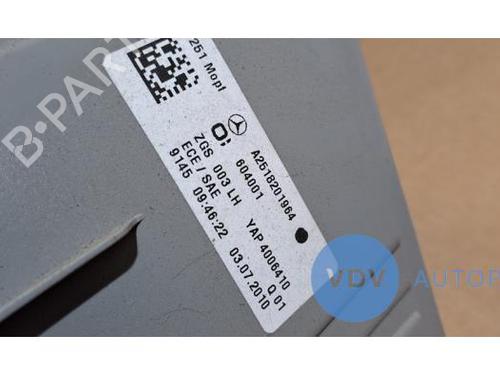 251 Mopf
A2518201964
604001 YAP 4006410
ZGS 003 LH Q 01
ECE / SAE
9145 09:46:22 03.07.2010
B-PARTS
VDV AUTOP